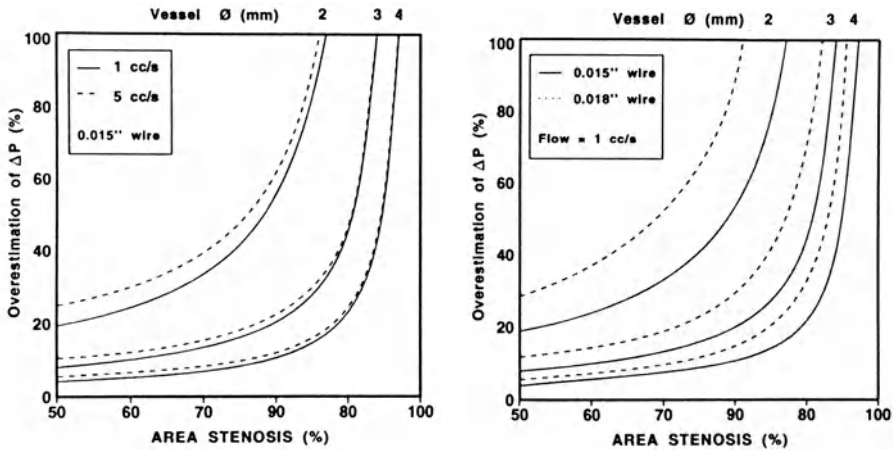 Vessel Ø (mm) 2 3 4
100
80
60
40
20
0
Overestimation of ΔP (%)
1 cc/s
5 cc/s
0.015" wire
50 60 70 90 80 100
AREA STENOSIS (%)
Vessel Ø (mm) 2 3 4
100
80
60
40
20
0
Overestimation of ΔP (%)
0.015" wire
0.018" wire
Flow = 1 cc/s
50 60 70 90 80 100
AREA STENOSIS (%)